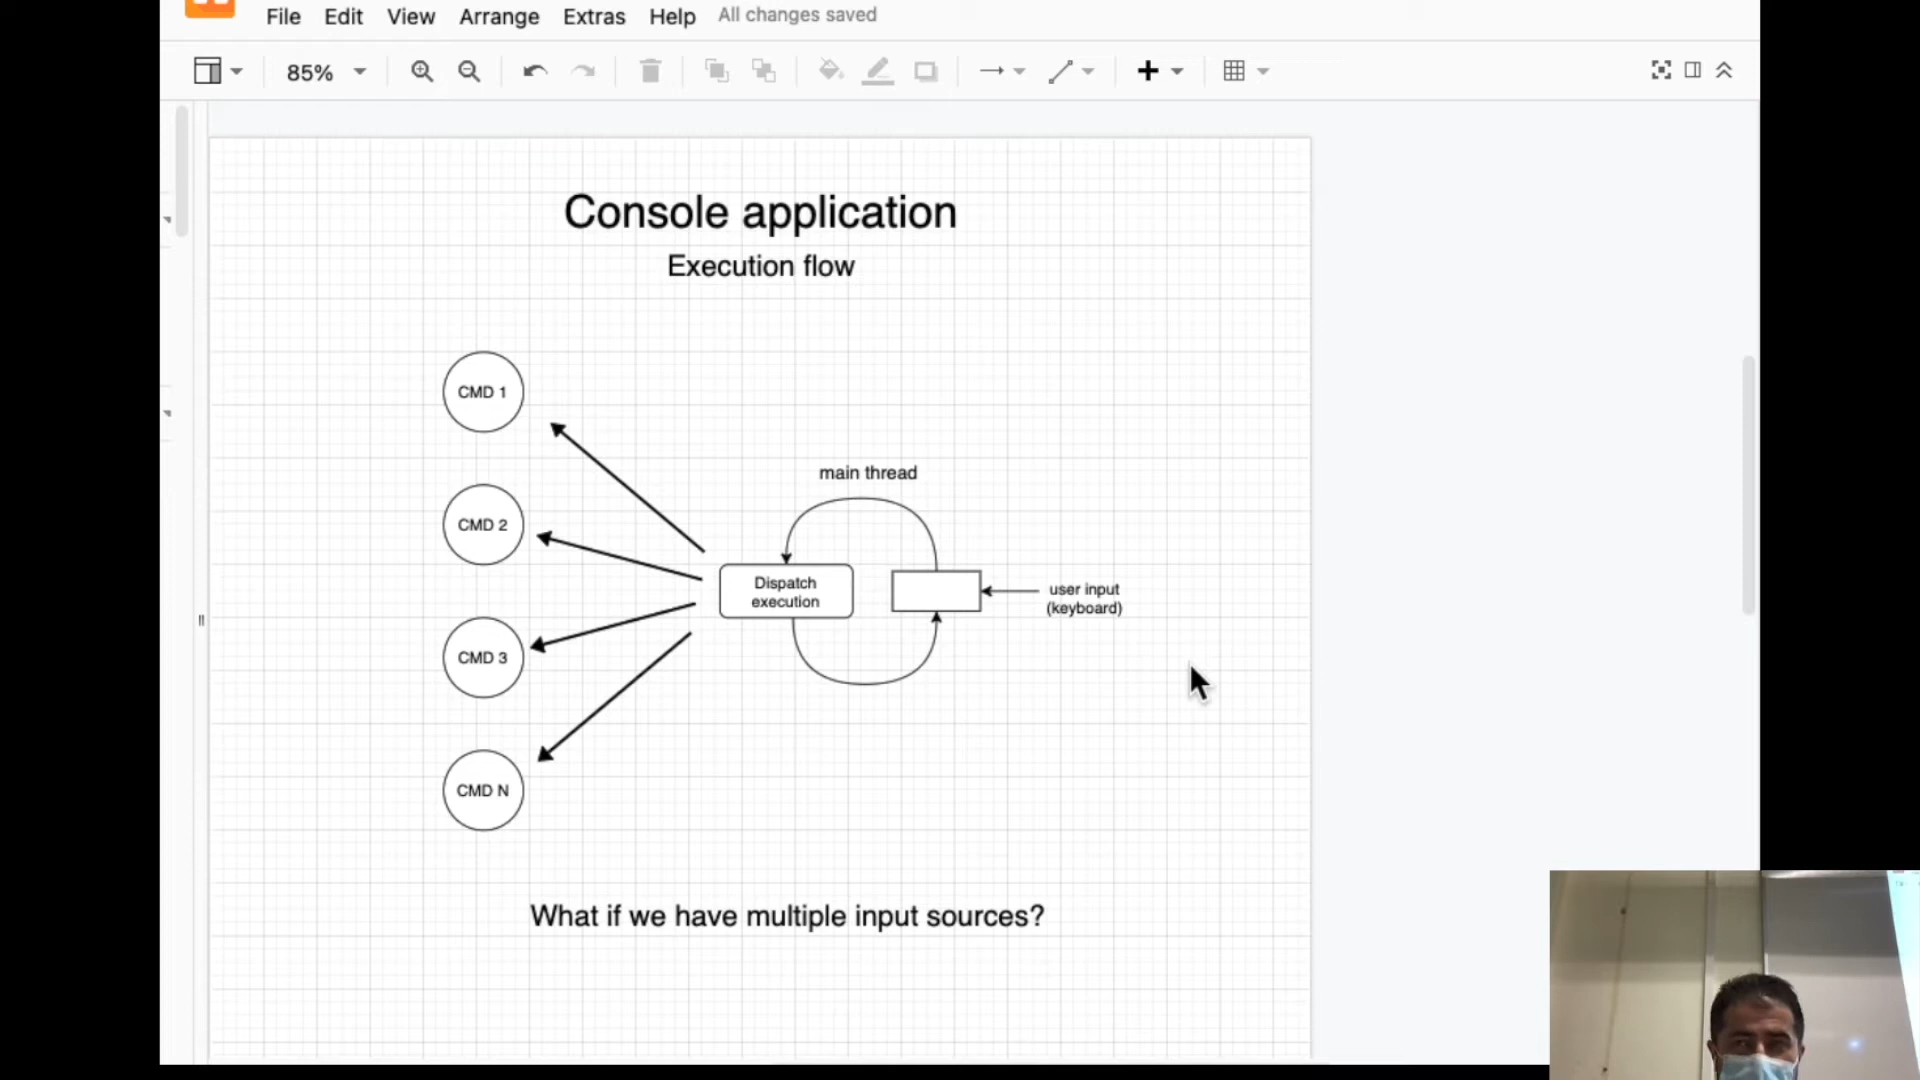 File Edit View Arrange Extras Help All changes saved
85%
Console application
Execution flow
CMD 1
main thread
CMD 2
Dispatch
execution
user input
(keyboard)
CMD 3
CMD N
What if we have multiple input sources?